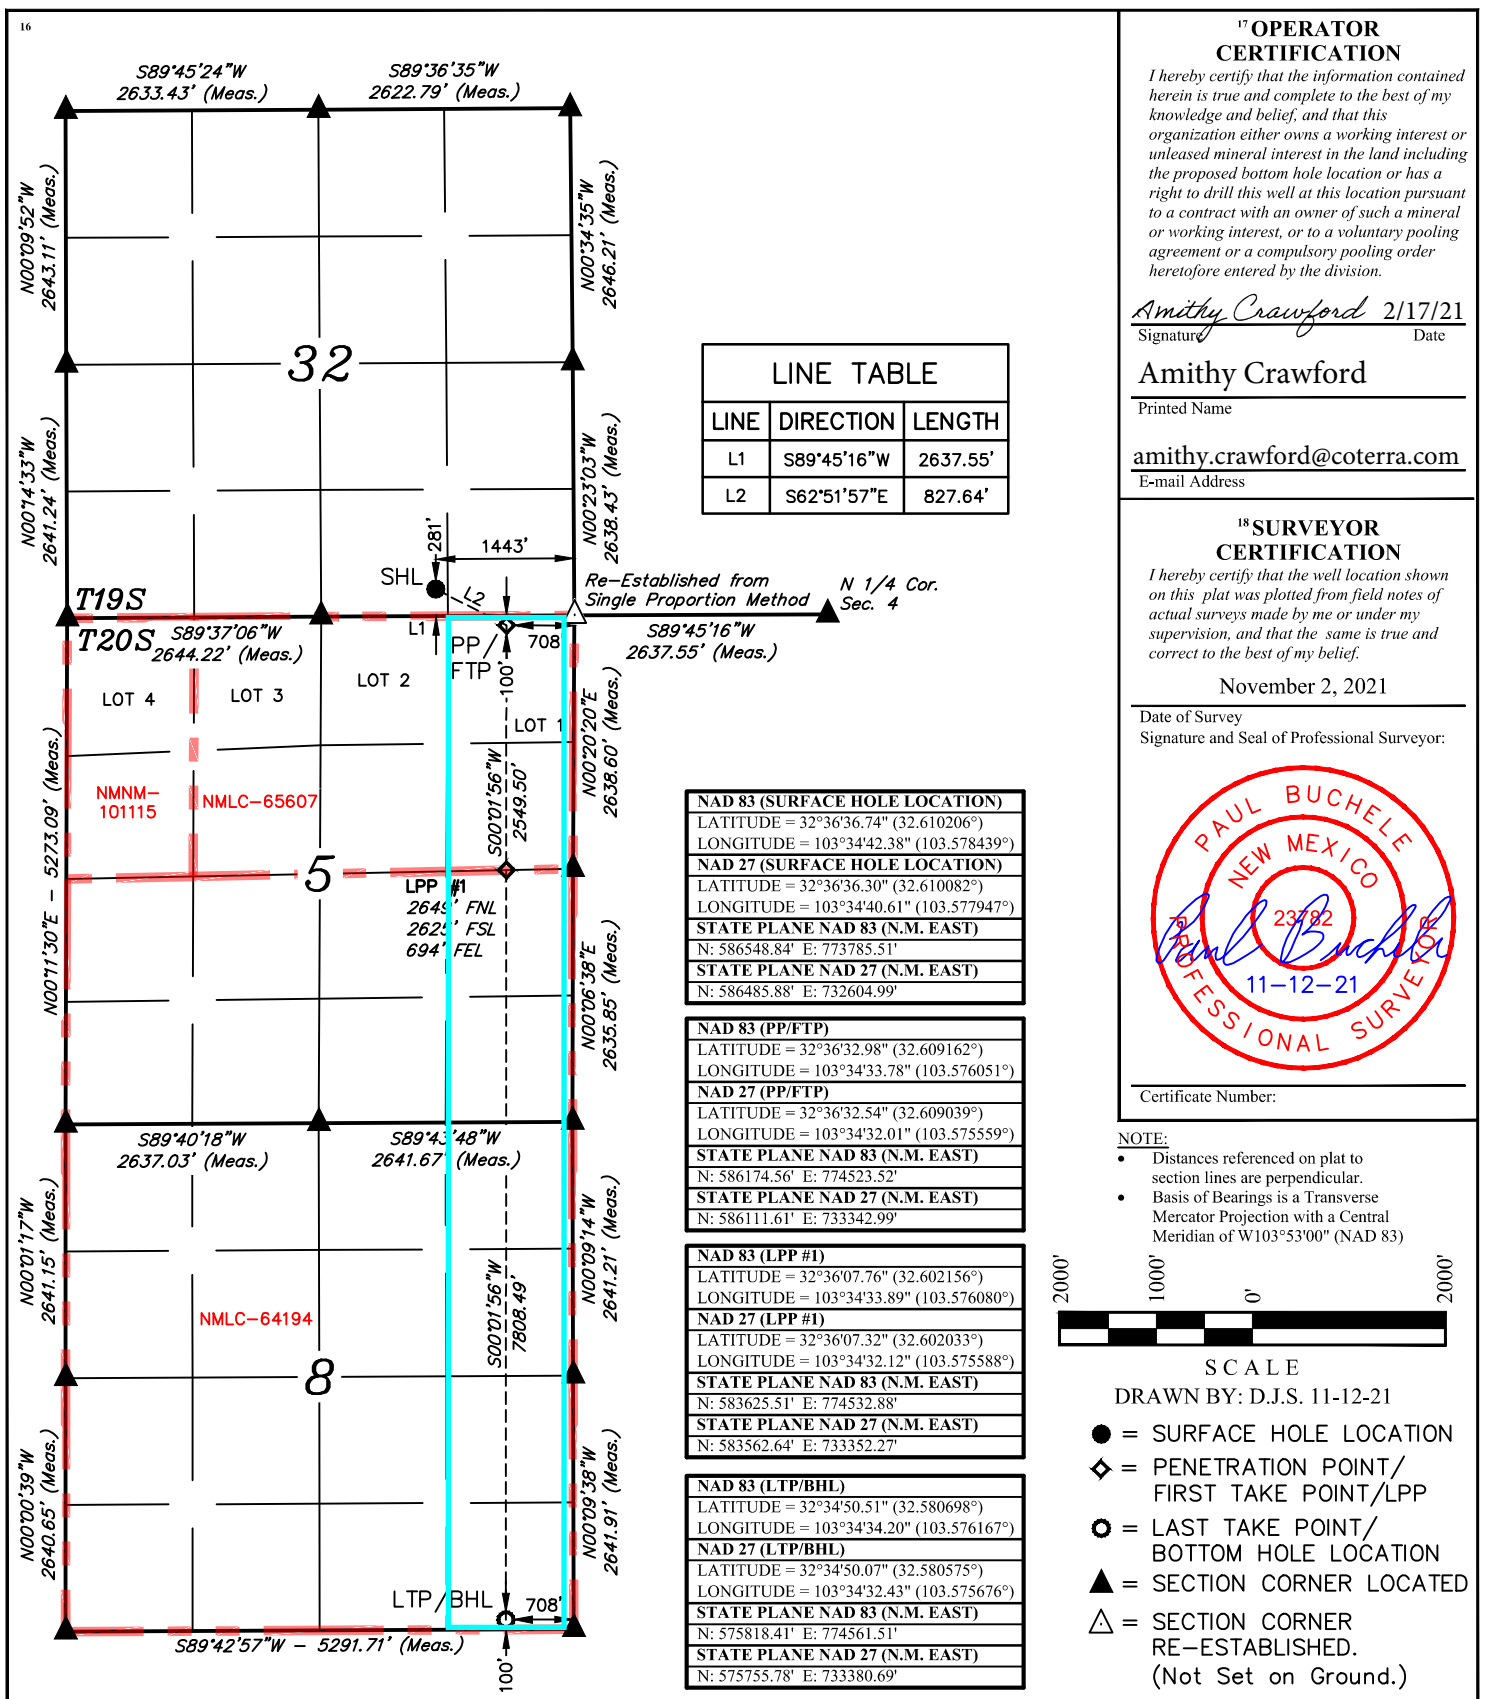 16
S89°45'24"W
2633.43' (Meas.)
S89°36'35"W
2622.79' (Meas.)
N00°09'52"W
2643.11' (Meas.)
N00°34'35"W
2646.21' (Meas.)
32
N00°14'33"W
2641.24' (Meas.)
N00°23'03"W
2638.43' (Meas.)
281'
1443'
SHL
L2
Re-Established from
Single Proportion Method
N 1/4 Cor.
Sec. 4
T19S
T20S
S89°37'06"W
2644.22' (Meas.)
L1
PP/
FTP
708'
100'
S89°45'16"W
2637.55' (Meas.)
LOT 4
LOT 3
LOT 2
LOT 1
N00°11'30"E - 5273.09' (Meas.)
N00°20'20"E
2638.60' (Meas.)
S00°01'56"W
2549.50'
NMNM-
101115
NMLC-65607
5
LPP #1
2649' FNL
2625' FSL
694' FEL
N00°06'38"E
2635.85' (Meas.)
S89°40'18"W
2637.03' (Meas.)
S89°43'48"W
2641.67' (Meas.)
N00°01'17"W
2641.15' (Meas.)
N00°09'14"W
2641.21' (Meas.)
S00°01'56"W
7808.49'
NMLC-64194
8
N00°00'39"W
2640.65' (Meas.)
N00°09'38"W
2641.91' (Meas.)
LTP/BHL
708'
S89°42'57"W - 5291.71' (Meas.)
100'
LINE TABLE
LINE DIRECTION LENGTH
L1 S89°45'16"W 2637.55'
L2 S62°51'57"E 827.64'
NAD 83 (SURFACE HOLE LOCATION)
LATITUDE = 32°36'36.74" (32.610206°)
LONGITUDE = 103°34'42.38" (103.578439°)
NAD 27 (SURFACE HOLE LOCATION)
LATITUDE = 32°36'36.30" (32.610082°)
LONGITUDE = 103°34'40.61" (103.577947°)
STATE PLANE NAD 83 (N.M. EAST)
N: 586548.84' E: 773785.51'
STATE PLANE NAD 27 (N.M. EAST)
N: 586485.88' E: 732604.99'
NAD 83 (PP/FTP)
LATITUDE = 32°36'32.98" (32.609162°)
LONGITUDE = 103°34'33.78" (103.576051°)
NAD 27 (PP/FTP)
LATITUDE = 32°36'32.54" (32.609039°)
LONGITUDE = 103°34'32.01" (103.575559°)
STATE PLANE NAD 83 (N.M. EAST)
N: 586174.56' E: 774523.52'
STATE PLANE NAD 27 (N.M. EAST)
N: 586111.61' E: 733342.99'
NAD 83 (LPP #1)
LATITUDE = 32°36'07.76" (32.602156°)
LONGITUDE = 103°34'33.89" (103.576080°)
NAD 27 (LPP #1)
LATITUDE = 32°36'07.32" (32.602033°)
LONGITUDE = 103°34'32.12" (103.575588°)
STATE PLANE NAD 83 (N.M. EAST)
N: 583625.51' E: 774532.88'
STATE PLANE NAD 27 (N.M. EAST)
N: 583562.64' E: 733352.27'
NAD 83 (LTP/BHL)
LATITUDE = 32°34'50.51" (32.580698°)
LONGITUDE = 103°34'34.20" (103.576167°)
NAD 27 (LTP/BHL)
LATITUDE = 32°34'50.07" (32.580575°)
LONGITUDE = 103°34'32.43" (103.575676°)
STATE PLANE NAD 83 (N.M. EAST)
N: 575818.41' E: 774561.51'
STATE PLANE NAD 27 (N.M. EAST)
N: 575755.78' E: 733380.69'
17 OPERATOR
CERTIFICATION
I hereby certify that the information contained
herein is true and complete to the best of my
knowledge and belief, and that this
organization either owns a working interest or
unleased mineral interest in the land including
the proposed bottom hole location or has a
right to drill this well at this location pursuant
to a contract with an owner of such a mineral
or working interest, or to a voluntary pooling
agreement or a compulsory pooling order
heretofore entered by the division.
Amithy Crawford 2/17/21
Signature Date
Amithy Crawford
Printed Name
amithy.crawford@coterra.com
E-mail Address
18 SURVEYOR
CERTIFICATION
I hereby certify that the well location shown
on this plat was plotted from field notes of
actual surveys made by me or under my
supervision, and that the same is true and
correct to the best of my belief.
November 2, 2021
Date of Survey
Signature and Seal of Professional Surveyor:
PAUL BUCHELE
NEW MEXICO
23782
Paul Buchele
11-12-21
PROFESSIONAL SURVEYOR
Certificate Number:
NOTE:
• Distances referenced on plat to
section lines are perpendicular.
• Basis of Bearings is a Transverse
Mercator Projection with a Central
Meridian of W103°53'00" (NAD 83)
2000' 1000' 0' 2000'
SCALE
DRAWN BY: D.J.S. 11-12-21
= SURFACE HOLE LOCATION
= PENETRATION POINT/
FIRST TAKE POINT/LPP
= LAST TAKE POINT/
BOTTOM HOLE LOCATION
= SECTION CORNER LOCATED
= SECTION CORNER
RE-ESTABLISHED.
(Not Set on Ground.)